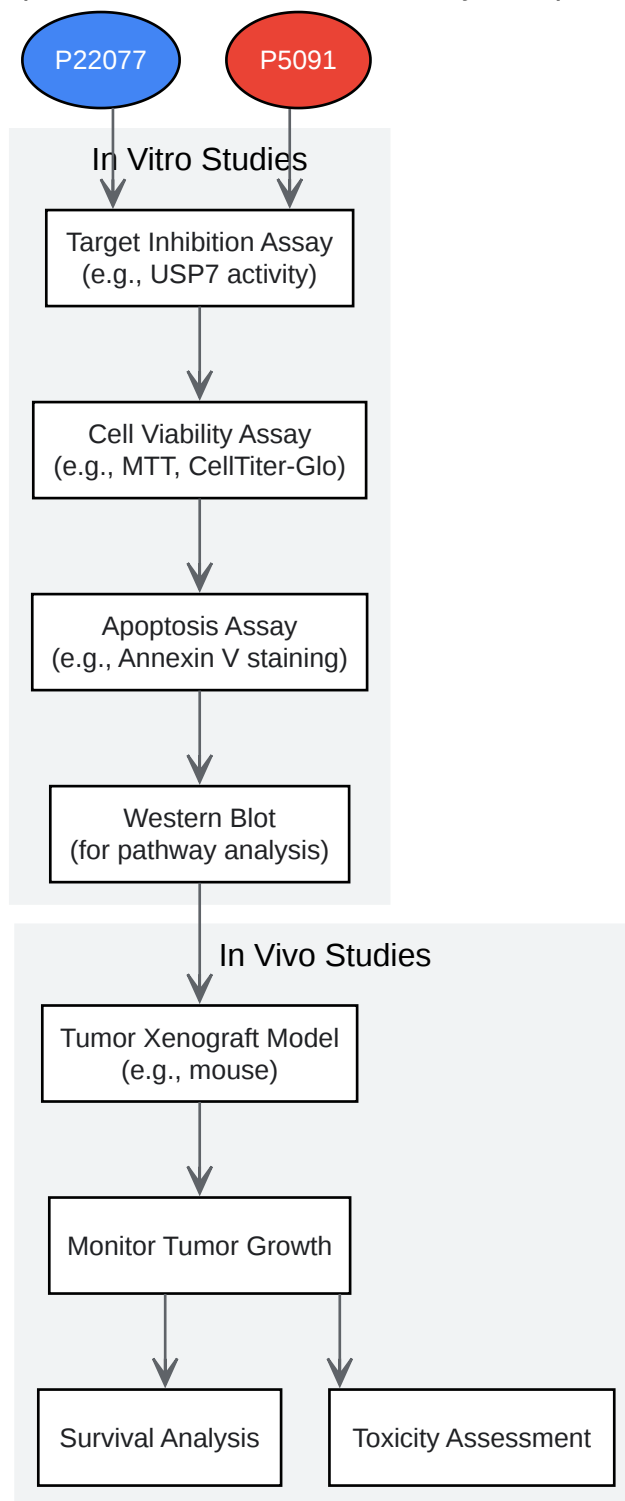 P22077
P5091
In Vitro Studies
Target Inhibition Assay
(e.g., USP7 activity)
Cell Viability Assay
(e.g., MTT, CellTiter-Glo)
Apoptosis Assay
(e.g., Annexin V staining)
Western Blot
(for pathway analysis)
In Vivo Studies
Tumor Xenograft Model
(e.g., mouse)
Monitor Tumor Growth
Survival Analysis
Toxicity Assessment